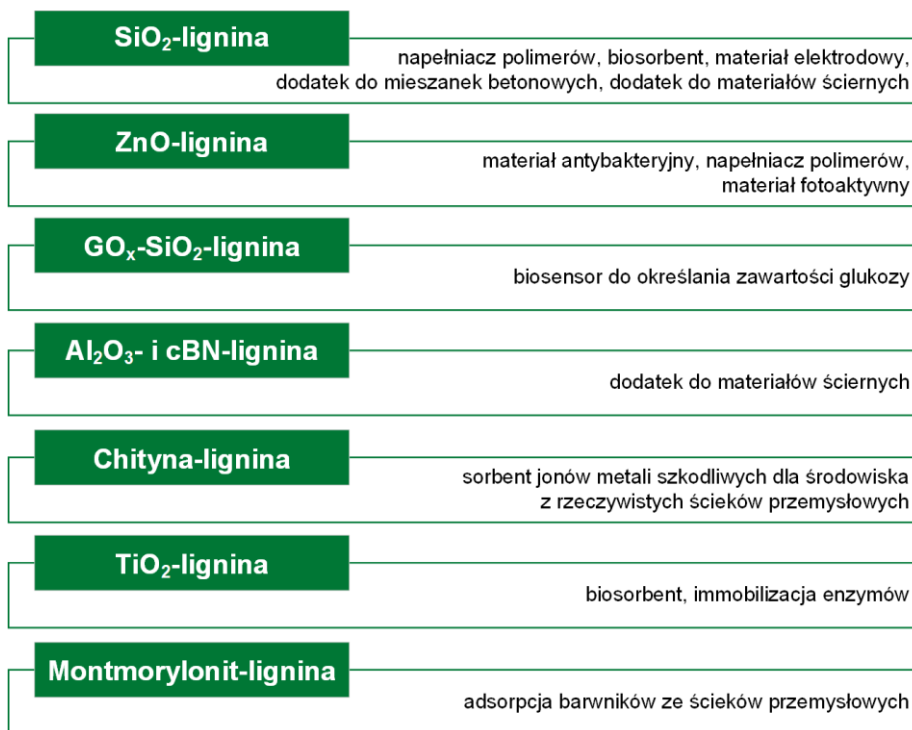 SiO₂-lignina
napełniacz polimerów, biosorbent, materiał elektrodowy,
dodatek do mieszanek betonowych, dodatek do materiałów ściernych
ZnO-lignina
materiał antybakteryjny, napełniacz polimerów,
materiał fotoaktywny
GOₓ-SiO₂-lignina
biosensor do określania zawartości glukozy
Al₂O₃- i cBN-lignina
dodatek do materiałów ściernych
Chityna-lignina
sorbent jonów metali szkodliwych dla środowiska
z rzeczywistych ścieków przemysłowych
TiO₂-lignina
biosorbent, immobilizacja enzymów
Montmorylonit-lignina
adsorpcja barwników ze ścieków przemysłowych